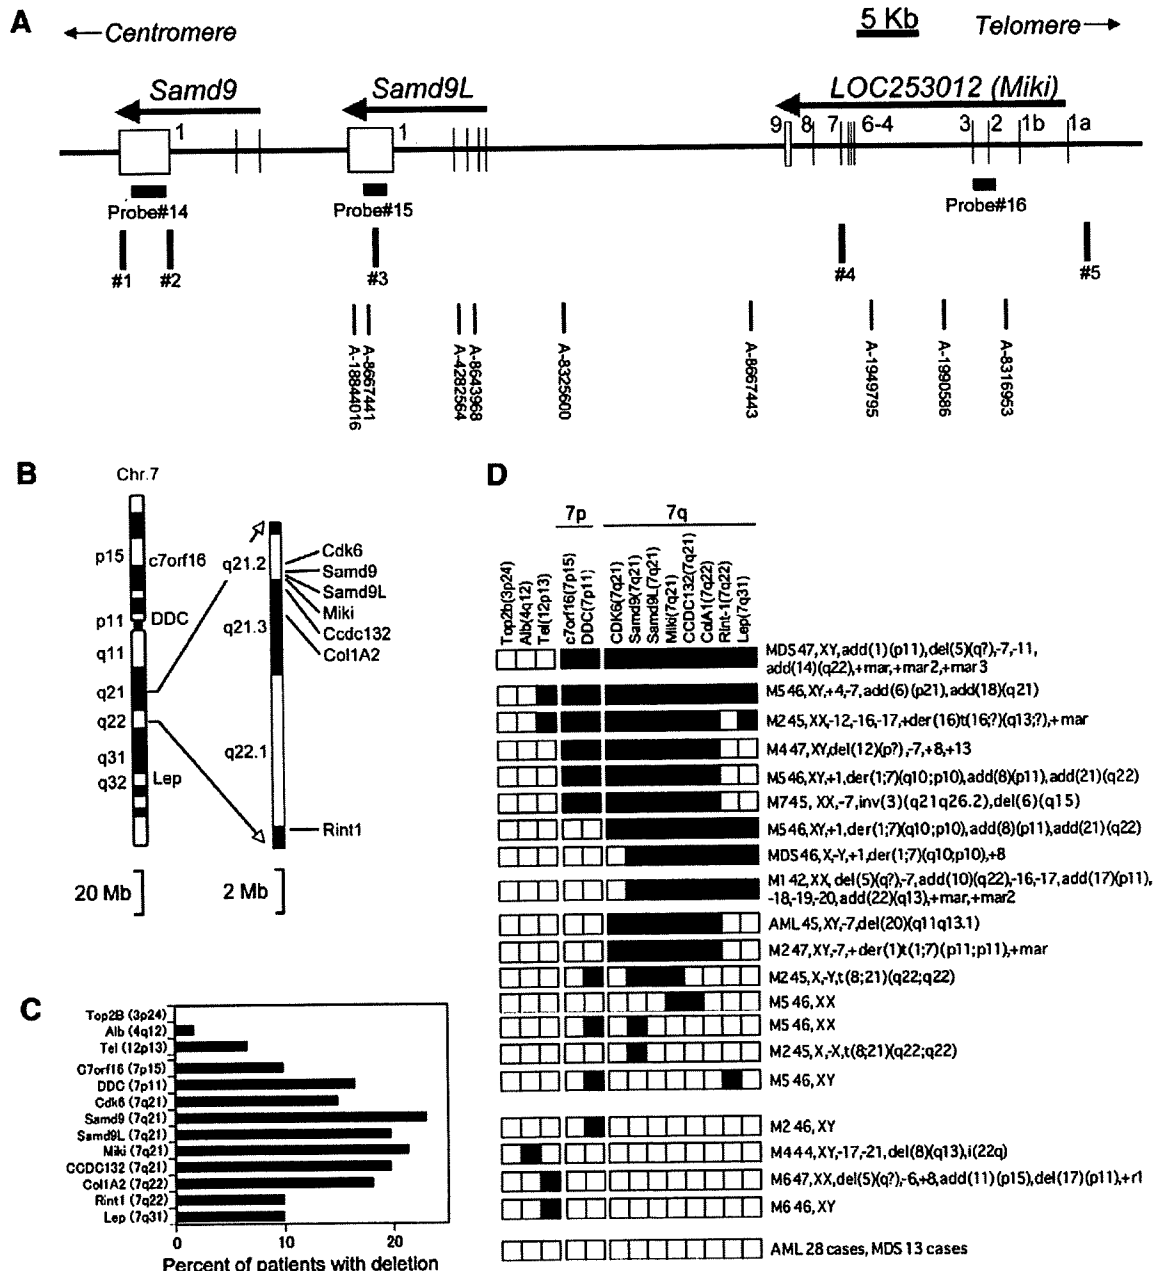 A
Centromere
5 Kb
Telomere
Samd9
Samd9L
LOC253012 (Miki)
1
1
9 8 7 6-4 3 2 1b 1a
Probe#14
Probe#15
Probe#16
#1 #2 #3 #4 #5
A-18844016
A-8667441
A-4282564
A-8643968
A-8325600
A-8667443
A-1949795
A-1990586
A-8316953
B
Chr.7
p15
c7orf16
p11
DDC
q11
q21
q22
q31
q32
Lep
20 Mb
q21.2
q21.3
q22.1
Cdk6
Samd9
Samd9L
Miki
Ccdc132
Col1A2
Rint1
2 Mb
C
Top2B (3p24)
Alb (4q12)
Tel (12p13)
C7orf16 (7p15)
DDC (7p11)
Cdk6 (7q21)
Samd9 (7q21)
Samd9L (7q21)
Miki (7q21)
CCDC132 (7q21)
Col1A2 (7q22)
Rint1 (7q22)
Lep (7q31)
0 10 20
Percent of patients with deletion
D
7p 7q
Top2b(3p24)
Alb(4q12)
Tel(12p13)
c7orf16(7p15)
DDC(7p11)
CDK6(7q21)
Samd9(7q21)
Samd9L(7q21)
Miki(7q21)
CCDC132(7q21)
ColA1(7q22)
Rint-1(7q22)
Lep(7q31)
MDS47,XY,add(1)(p11),del(5)(q?),-7,-11,
add(14)(q22),+mar,+mar2,+mar3
M5 46,XY,+4,-7,add(6)(p21),add(18)(q21)
M2 45,XX,-12,-16,-17,+der(16)t(16;?)(q13;?),+mar
M4 47,XY,del(12)(p?),-7,+8,+13
M5 46,XY,+1,der(1;7)(q10;p10),add(8)(p11),add(21)(q22)
M745, XX,-7,inv(3)(q21q26.2),del(6)(q15)
M5 46,XY,+1,der(1;7)(q10;p10),add(8)(p11),add(21)(q22)
MDS46,X,-Y,+1,der(1;7)(q10;p10),+8
M1 42,XX, del(5)(q?),-7,add(10)(q22),-16,-17,add(17)(p11),
-18,-19,-20,add(22)(q13),+mar,+mar2
AML 45,XY,-7,del(20)(q11q13.1)
M2 47,XY,-7,+der(1)t(1;7)(p11;p11),+mar
M2 45,X,-Y,t(8;21)(q22;q22)
M5 46,XX
M5 46,XX
M2 45,X,-X,t(8;21)(q22;q22)
M5 46,XY
M2 46,XY
M4 44,XY,-17,-21,del(8)(q13),i(22q)
M6 47,XX,del(5)(q?),-6,+8,add(11)(p15),del(17)(p11),+r1
M6 46,XY
AML 28 cases, MDS 13 cases